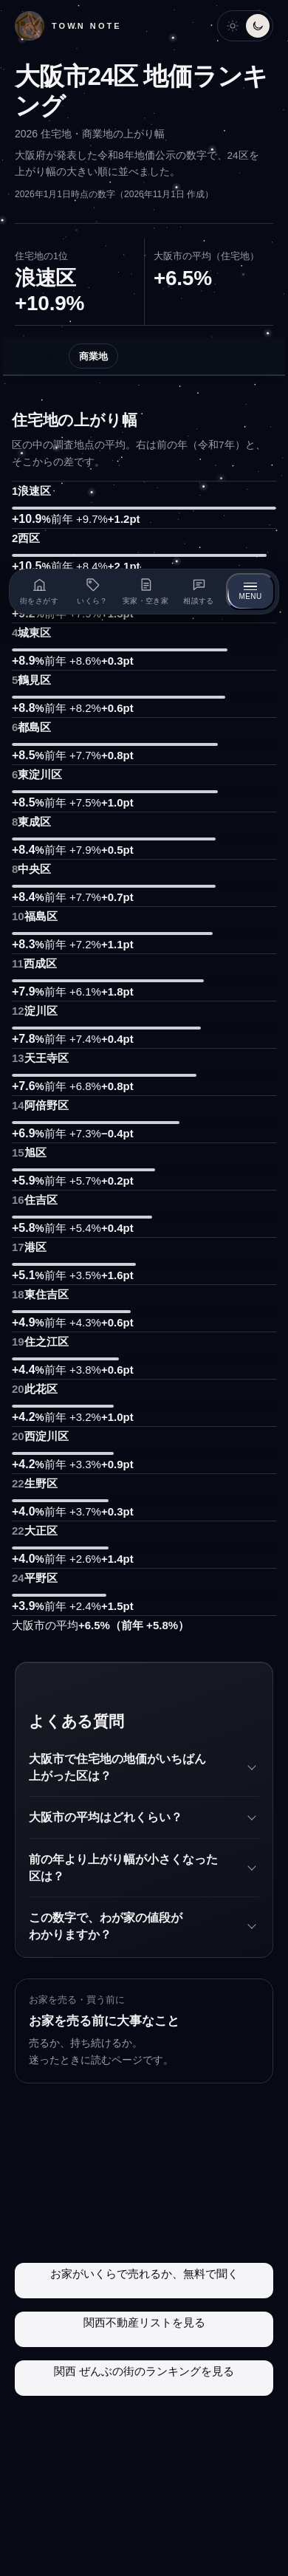 TOWN NOTE
大阪市24区 地価ランキ
ング
2026 住宅地・商業地の上がり幅
大阪府が発表した令和8年地価公示の数字で、24区を
上がり幅の大きい順に並べました。
2026年1月1日時点の数字（2026年11月1日 作成）
住宅地の1位
浪速区
+10.9%
大阪市の平均（住宅地）
+6.5%
商業地
住宅地の上がり幅
区の中の調査地点の平均。右は前の年（令和7年）と、
そこからの差です。
1浪速区
+10.9%前年 +9.7%+1.2pt
2西区
+10.5%前年 +8.4%+2.1pt
街をさがす
いくら？
実家・空き家
相談する
MENU
4城東区
+8.9%前年 +8.6%+0.3pt
5鶴見区
+8.8%前年 +8.2%+0.6pt
6都島区
+8.5%前年 +7.7%+0.8pt
6東淀川区
+8.5%前年 +7.5%+1.0pt
8東成区
+8.4%前年 +7.9%+0.5pt
8中央区
+8.4%前年 +7.7%+0.7pt
10福島区
+8.3%前年 +7.2%+1.1pt
11西成区
+7.9%前年 +6.1%+1.8pt
12淀川区
+7.8%前年 +7.4%+0.4pt
13天王寺区
+7.6%前年 +6.8%+0.8pt
14阿倍野区
+6.9%前年 +7.3%−0.4pt
15旭区
+5.9%前年 +5.7%+0.2pt
16住吉区
+5.8%前年 +5.4%+0.4pt
17港区
+5.1%前年 +3.5%+1.6pt
18東住吉区
+4.9%前年 +4.3%+0.6pt
19住之江区
+4.4%前年 +3.8%+0.6pt
20此花区
+4.2%前年 +3.2%+1.0pt
20西淀川区
+4.2%前年 +3.3%+0.9pt
22生野区
+4.0%前年 +3.7%+0.3pt
22大正区
+4.0%前年 +2.6%+1.4pt
24平野区
+3.9%前年 +2.4%+1.5pt
大阪市の平均+6.5%（前年 +5.8%）
よくある質問
大阪市で住宅地の地価がいちばん
上がった区は？
大阪市の平均はどれくらい？
前の年より上がり幅が小さくなった
区は？
この数字で、わが家の値段が
わかりますか？
お家を売る・買う前に
お家を売る前に大事なこと
売るか、持ち続けるか。
迷ったときに読むページです。
お家がいくらで売れるか、無料で聞く
関西不動産リストを見る
関西 ぜんぶの街のランキングを見る